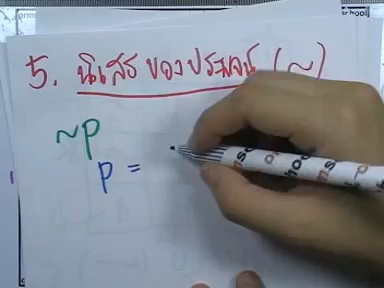 5. นิเสธของประพจน์ (~)
~p
p =